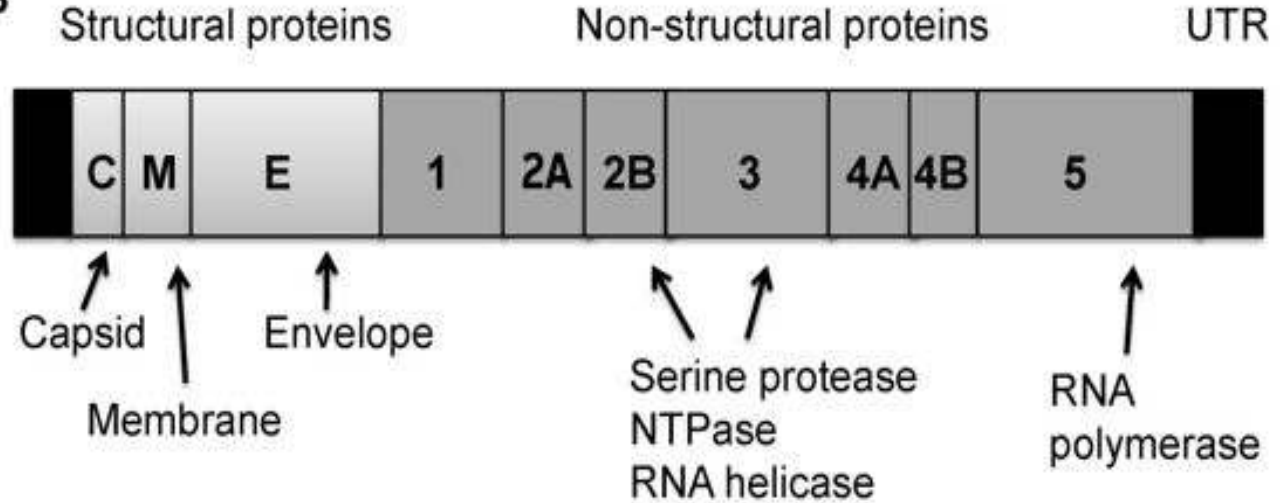 Structural proteins Non-structural proteins UTR
C M E 1 2A 2B 3 4A 4B 5
Capsid
Envelope
Membrane
Serine protease
NTPase
RNA helicase
RNA
polymerase